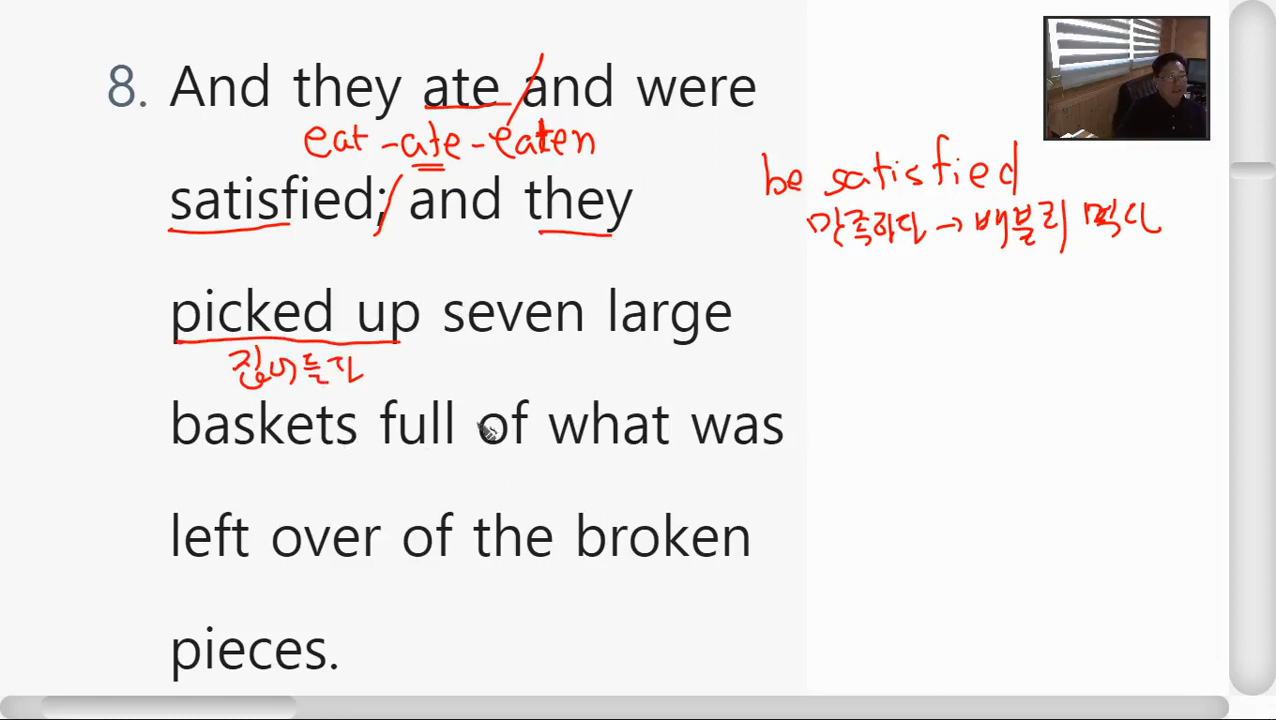 8. And they ate and were
eat - ate - eaten
be satisfied
satisfied; and they
만족하다 → 배불리 먹다
picked up seven large
집어들다
baskets full of what was
left over of the broken
pieces.